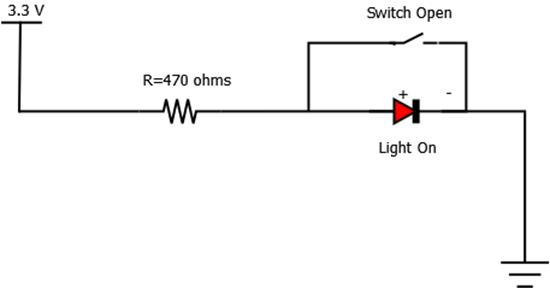 3.3 V
Switch Open
R=470 ohms
+ -
Light On